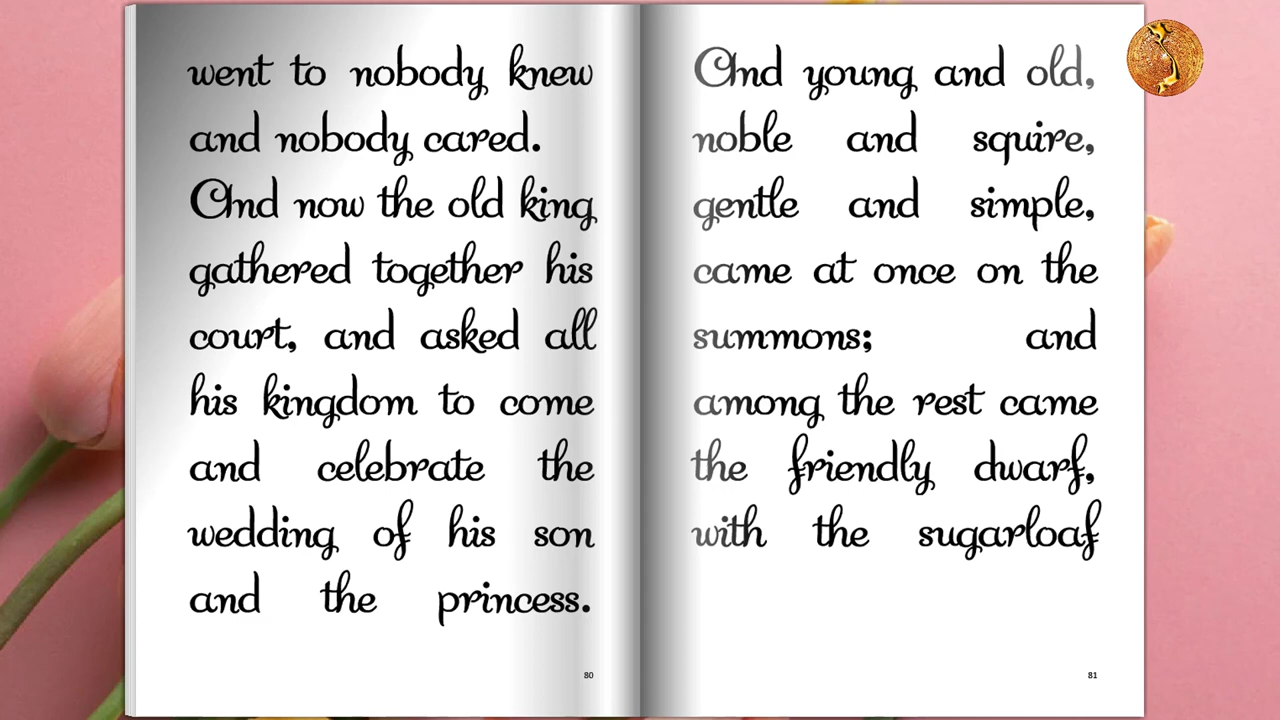 went to nobody knew
and nobody cared.
And now the old king
gathered together his
court, and asked all
his kingdom to come
and celebrate the
wedding of his son
and the princess.
80
And young and old,
noble and squire,
gentle and simple,
came at once on the
summons; and
among the rest came
the friendly dwarf,
with the sugarloaf
81